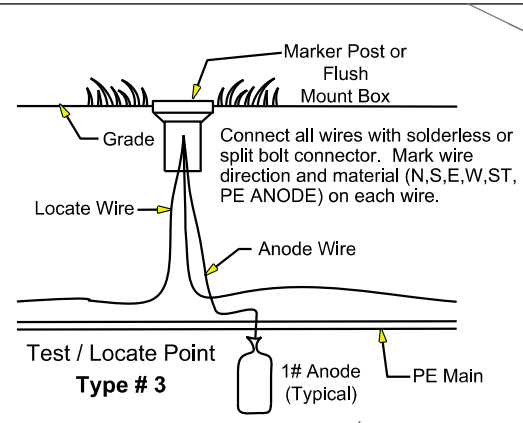 Marker Post or
Flush
Mount Box
Grade
Connect all wires with solderless or
split bolt connector. Mark wire
direction and material (N,S,E,W,ST,
PE ANODE) on each wire.
Locate Wire
Anode Wire
Test / Locate Point
Type # 3
1# Anode
(Typical)
PE Main